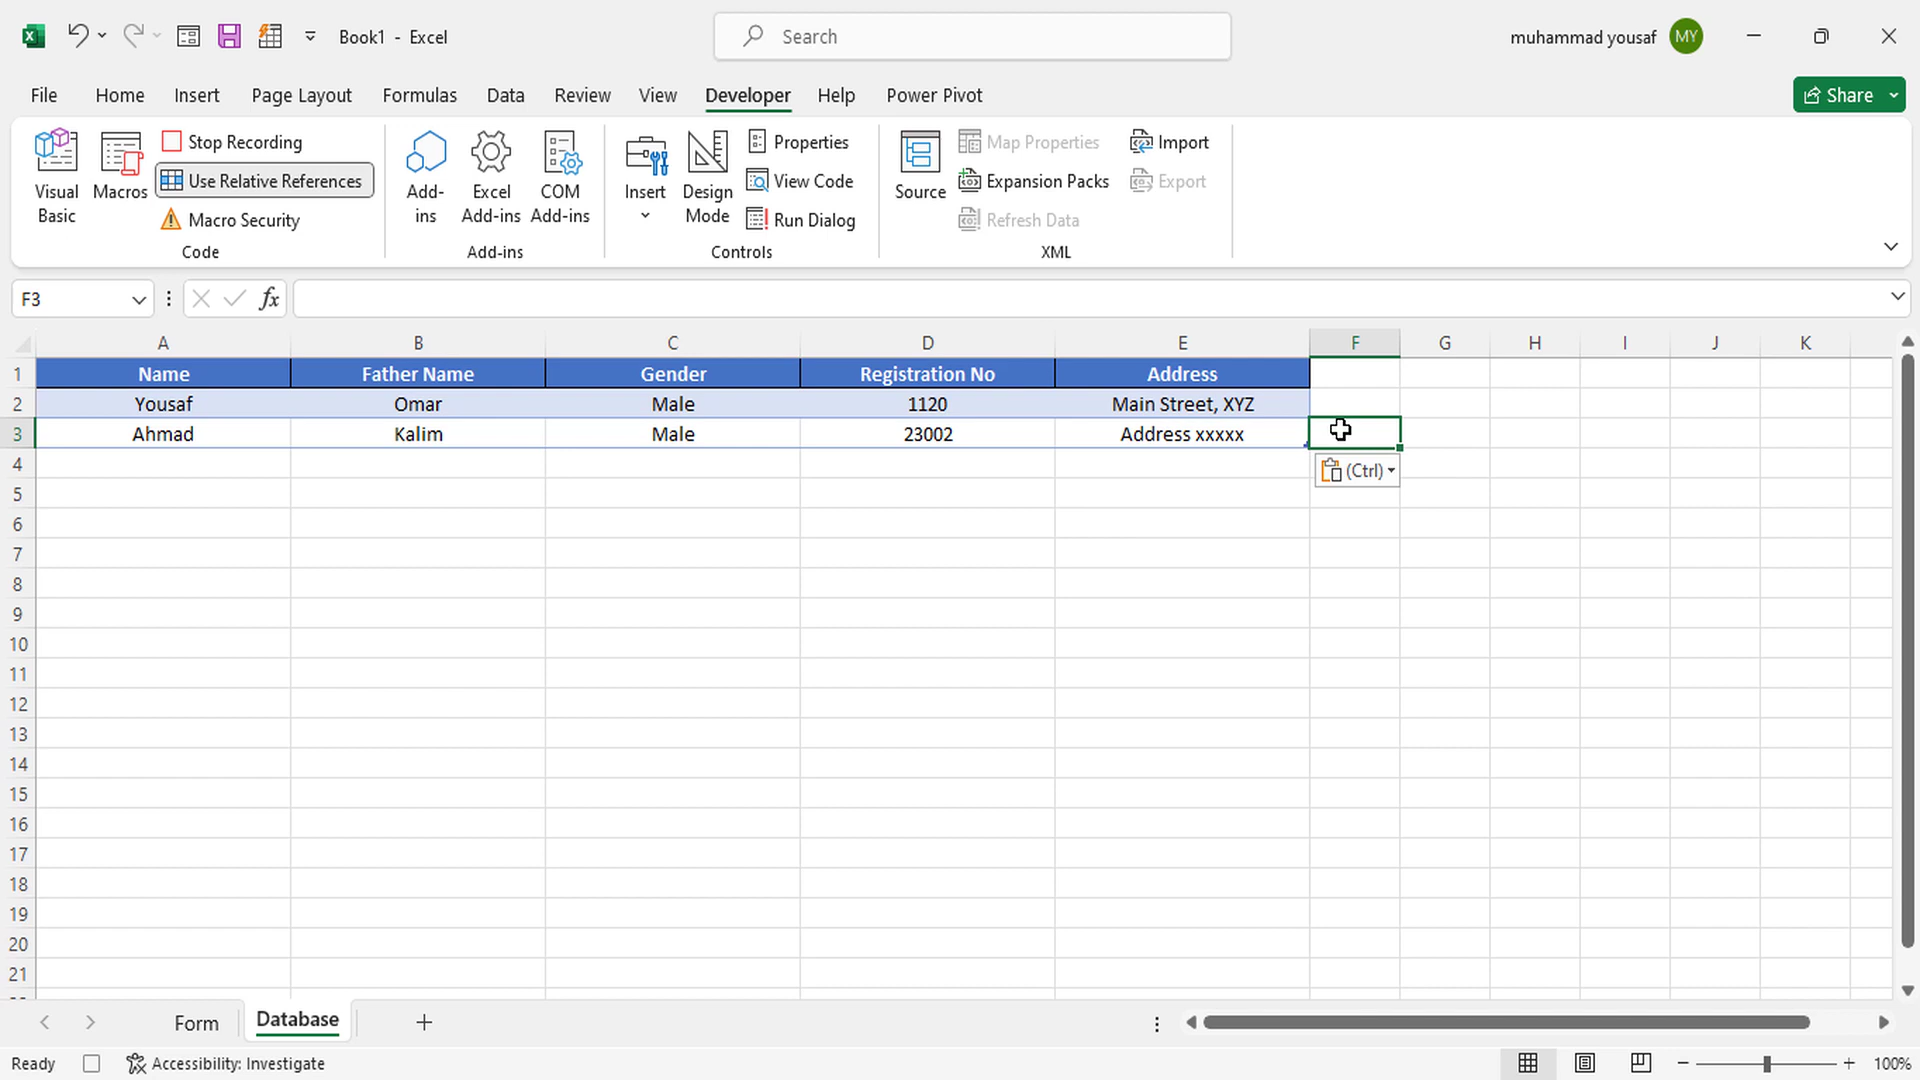 Book1 - Excel
Search
muhammad yousaf MY
File Home Insert Page Layout Formulas Data Review View Developer Help Power Pivot Share
Visual Basic
Macros
Stop Recording
Use Relative References
Macro Security
Code
Add-ins
Excel Add-ins
COM Add-ins
Add-ins
Insert
Design Mode
Properties
View Code
Run Dialog
Controls
Source
Map Properties
Expansion Packs
Refresh Data
Import
Export
XML
F3 fx
A B C D E F G H I J K
1 Name Father Name Gender Registration No Address
2 Yousaf Omar Male 1120 Main Street, XYZ
3 Ahmad Kalim Male 23002 Address xxxxx
4 (Ctrl)
5
6
7
8
9
10
11
12
13
14
15
16
17
18
19
20
21
Form Database
Ready Accessibility: Investigate 100%